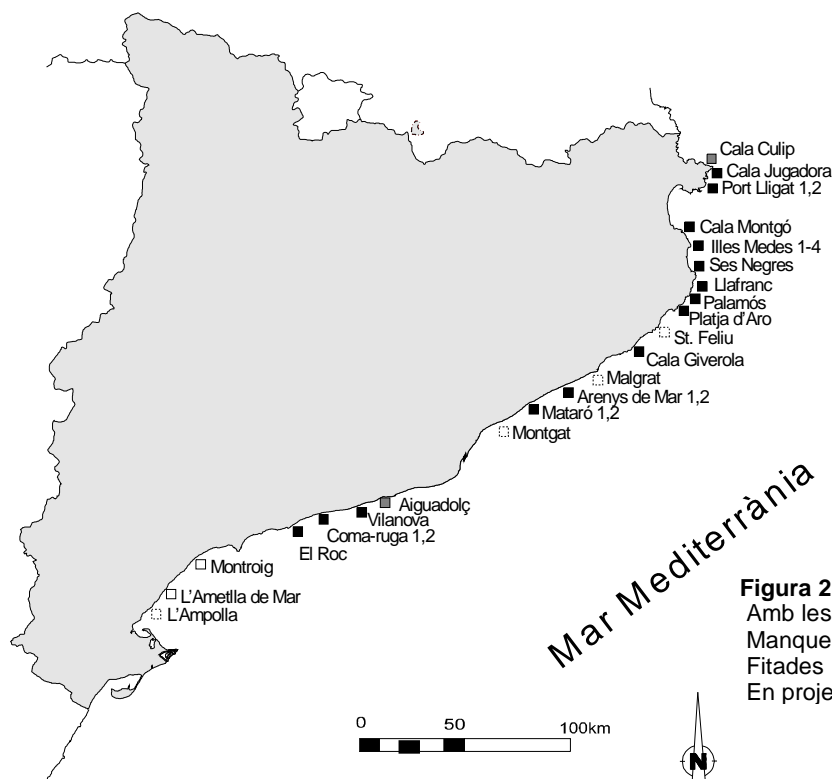 Cala Culip
Cala Jugadora
Port Lligat 1,2
Cala Montgó
Illes Medes 1-4
Ses Negres
Llafranc
Palamós
Platja d'Aro
St. Feliu
Cala Giverola
Malgrat
Arenys de Mar 1,2
Mataró 1,2
Montgat
Aiguadolç
Vilanova
Coma-ruga 1,2
El Roc
Montroig
L'Ametlla de Mar
L'Ampolla
Mar Mediterrània
Figura 2
Amb les
Manque
Fitades
En proje
0 50 100km
N